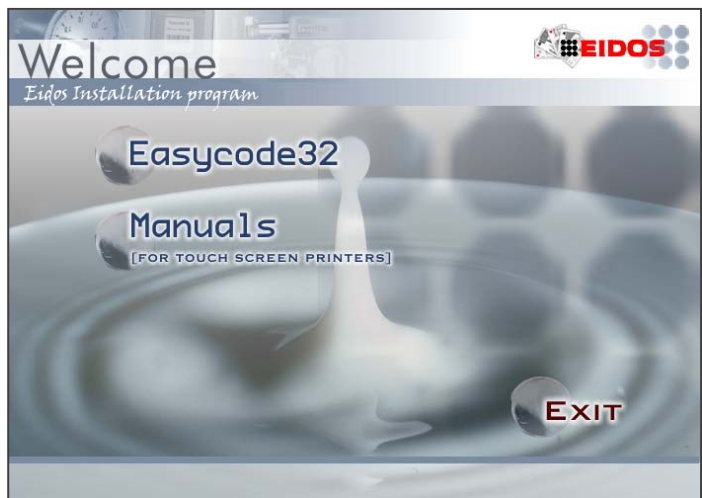 Welcome
EIDOS
Eidos Installation program
Easycode32
Manuals
[FOR TOUCH SCREEN PRINTERS]
EXIT